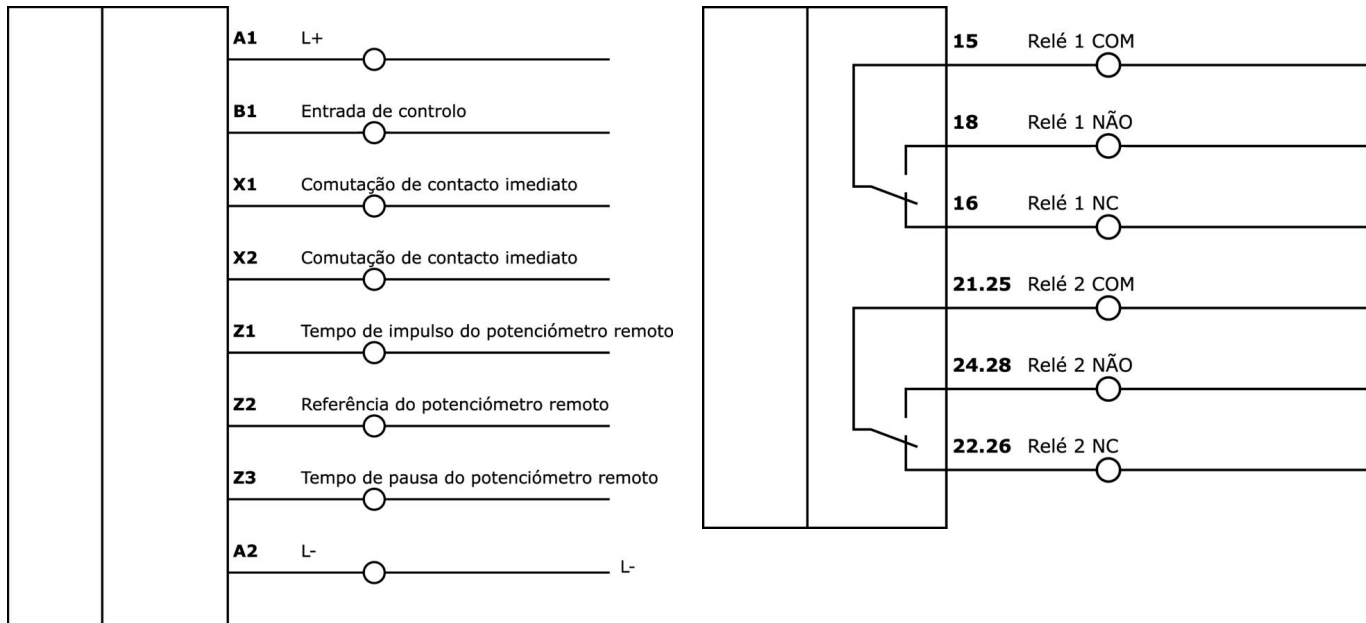 A1 L+
B1 Entrada de controlo
X1 Comutação de contacto imediato
X2 Comutação de contacto imediato
Z1 Tempo de impulso do potenciómetro remoto
Z2 Referência do potenciómetro remoto
Z3 Tempo de pausa do potenciómetro remoto
A2 L-
L-
15 Relé 1 COM
18 Relé 1 NÃO
16 Relé 1 NC
21.25 Relé 2 COM
24.28 Relé 2 NÃO
22.26 Relé 2 NC